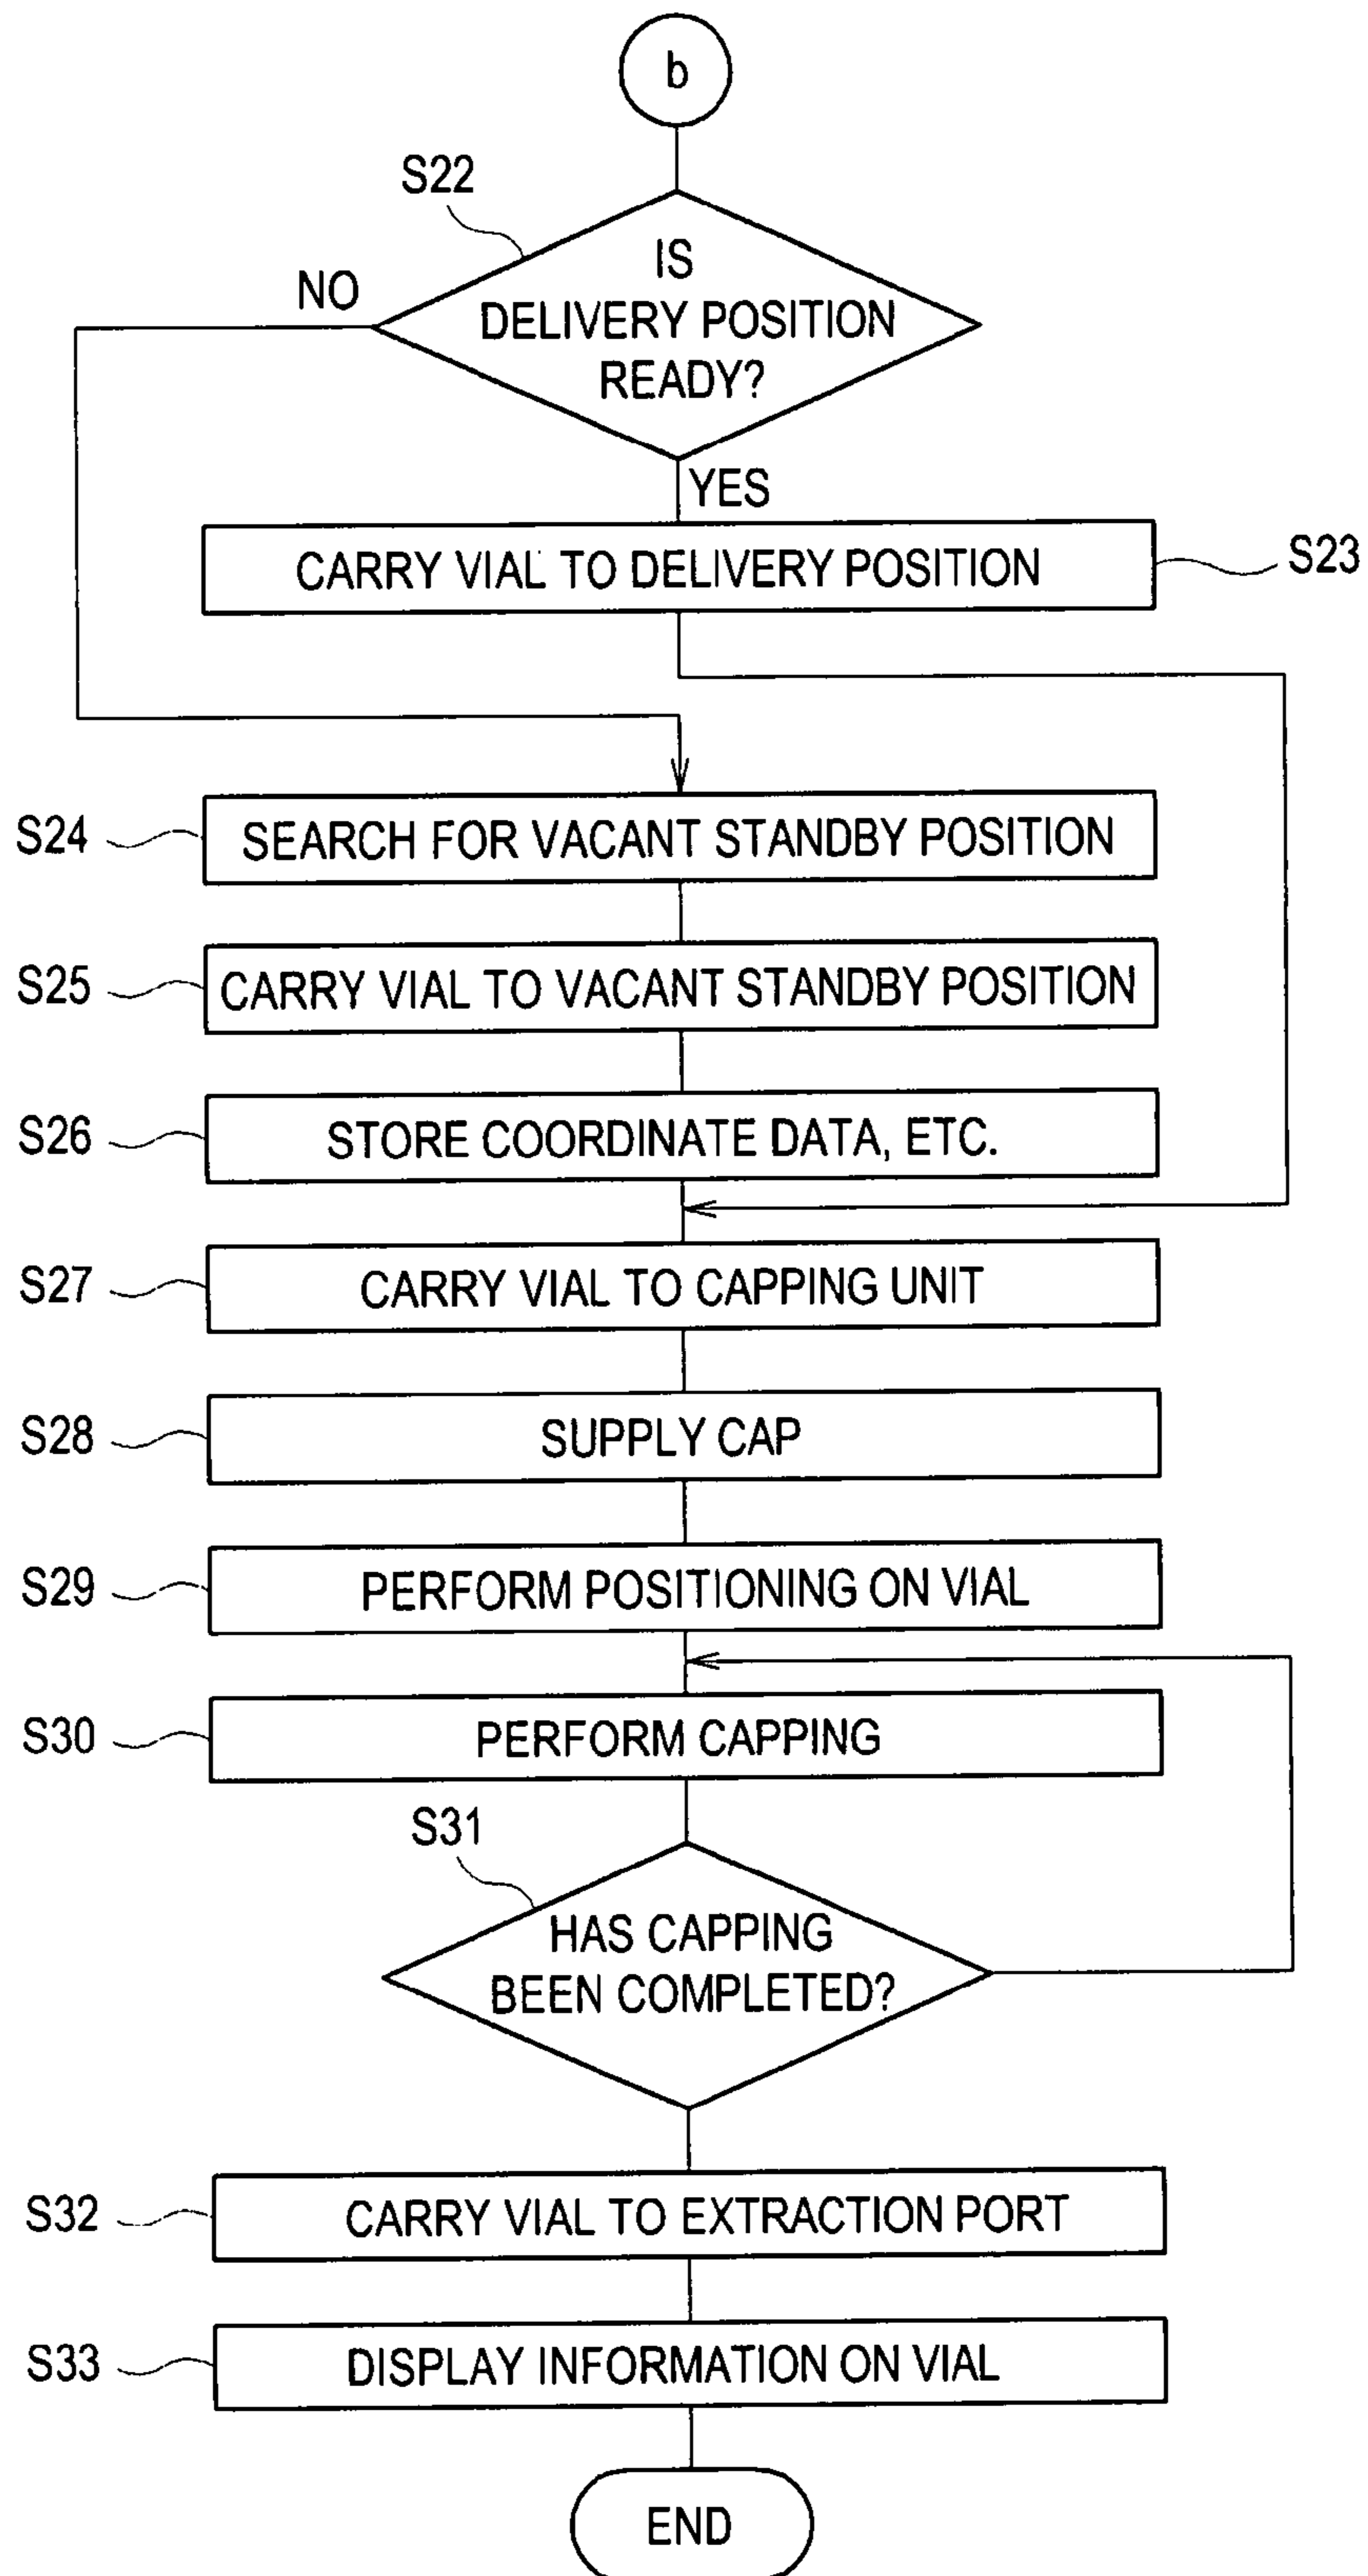 b
S22
IS
DELIVERY POSITION
READY?
NO
YES
CARRY VIAL TO DELIVERY POSITION
S23
S24
SEARCH FOR VACANT STANDBY POSITION
S25
CARRY VIAL TO VACANT STANDBY POSITION
S26
STORE COORDINATE DATA, ETC.
S27
CARRY VIAL TO CAPPING UNIT
S28
SUPPLY CAP
S29
PERFORM POSITIONING ON VIAL
S30
PERFORM CAPPING
S31
HAS CAPPING
BEEN COMPLETED?
S32
CARRY VIAL TO EXTRACTION PORT
S33
DISPLAY INFORMATION ON VIAL
END